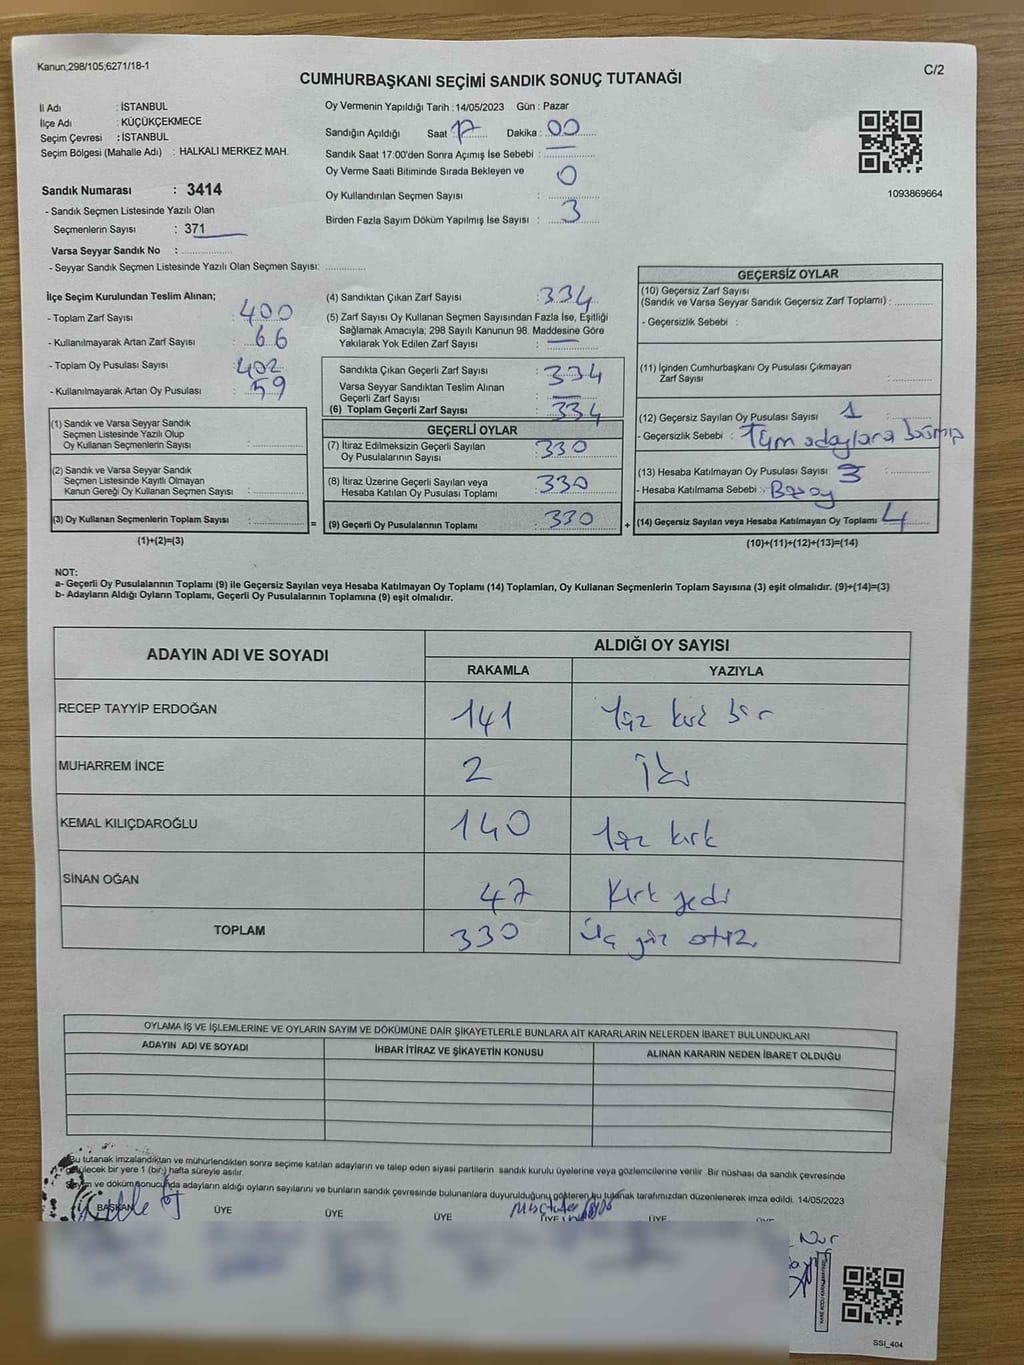 Kanun;298/105;6271/18-1
C/2
CUMHURBAŞKANI SEÇİMİ SANDIK SONUÇ TUTANAĞI
İl Adı : İSTANBUL
İlçe Adı : KÜÇÜKÇEKMECE
Seçim Çevresi : İSTANBUL
Seçim Bölgesi (Mahalle Adı) : HALKALI MERKEZ MAH.
Sandık Numarası : 3414
- Sandık Seçmen Listesinde Yazılı Olan
Seçmenlerin Sayısı : 371
Varsa Seyyar Sandık No :
- Seyyar Sandık Seçmen Listesinde Yazılı Olan Seçmen Sayısı:
Oy Vermenin Yapıldığı Tarih : 14/05/2023 Gün : Pazar
Sandığın Açıldığı Saat : 17 Dakika : 00
Sandık Saat 17:00'den Sonra Açımış İse Sebebi :
Oy Verme Saati Bitiminde Sırada Bekleyen ve 0
Oy Kullandırılan Seçmen Sayısı :
Birden Fazla Sayım Döküm Yapılmış İse Sayısı : 3
1093869664
İlçe Seçim Kurulundan Teslim Alınan;
- Toplam Zarf Sayısı : 400
- Kullanılmayarak Artan Zarf Sayısı : 66
- Toplam Oy Pusulası Sayısı : 402
- Kullanılmayarak Artan Oy Pusulası : 59
(1) Sandık ve Varsa Seyyar Sandık
Seçmen Listesinde Yazılı Olup
Oy Kullanan Seçmenlerin Sayısı :
(2) Sandık ve Varsa Seyyar Sandık
Seçmen Listesinde Kayıtlı Olmayan
Kanun Gereği Oy Kullanan Seçmen Sayısı :
(3) Oy Kullanan Seçmenlerin Toplam Sayısı :
(1)+(2)=(3)
(4) Sandıktan Çıkan Zarf Sayısı : 334
(5) Zarf Sayısı Oy Kullanan Seçmen Sayısından Fazla İse, Eşitliği
Sağlamak Amacıyla; 298 Sayılı Kanunun 98. Maddesine Göre
Yakılarak Yok Edilen Zarf Sayısı :
Sandıkta Çıkan Geçerli Zarf Sayısı : 334
Varsa Seyyar Sandıktan Teslim Alınan
Geçerli Zarf Sayısı :
(6) Toplam Geçerli Zarf Sayısı : 334
GEÇERLİ OYLAR
(7) İtiraz Edilmeksizin Geçerli Sayılan
Oy Pusulalarının Sayısı : 330
(8) İtiraz Üzerine Geçerli Sayılan veya
Hesaba Katılan Oy Pusulası Toplamı : 330
= (9) Geçerli Oy Pusulalarının Toplamı : 330 +
GEÇERSİZ OYLAR
(10) Geçersiz Zarf Sayısı
(Sandık ve Varsa Seyyar Sandık Geçersiz Zarf Toplamı) :
- Geçersizlik Sebebi :
(11) İçinden Cumhurbaşkanı Oy Pusulası Çıkmayan
Zarf Sayısı :
(12) Geçersiz Sayılan Oy Pusulası Sayısı : 1
- Geçersizlik Sebebi : Tüm adaylara basmış
(13) Hesaba Katılmayan Oy Pusulası Sayısı : 3
- Hesaba Katılmama Sebebi :
(14) Geçersiz Sayılan veya Hesaba Katılmayan Oy Toplamı : 4
(10)+(11)+(12)+(13)=(14)
NOT:
a- Geçerli Oy Pusulalarının Toplamı (9) ile Geçersiz Sayılan veya Hesaba Katılmayan Oy Toplamı (14) Toplamları, Oy Kullanan Seçmenlerin Toplam Sayısına (3) eşit olmalıdır. (9)+(14)=(3)
b- Adayların Aldığı Oyların Toplamı, Geçerli Oy Pusulalarının Toplamına (9) eşit olmalıdır.
ADAYIN ADI VE SOYADI
ALDIĞI OY SAYISI
RAKAMLA YAZIYLA
RECEP TAYYİP ERDOĞAN 141 Yüz kırk bir
MUHARREM İNCE 2 İki
KEMAL KILIÇDAROĞLU 140 Yüz kırk
SİNAN OĞAN 47 Kırk yedi
TOPLAM 330 Üç yüz otuz
OYLAMA İŞ VE İŞLEMLERİNE VE OYLARIN SAYIM VE DÖKÜMÜNE DAİR ŞİKAYETLERLE BUNLARA AİT KARARLARIN NELERDEN İBARET BULUNDUKLARI
ADAYIN ADI VE SOYADI İHBAR İTİRAZ VE ŞİKAYETİN KONUSU ALINAN KARARIN NEDEN İBARET OLDUĞU
Bu tutanak imzalandıktan ve mühürlendikten sonra seçime katılan adayların ve talep eden siyasi partilerin sandık kurulu üyelerine veya gözlemcilerine verilir. Bir nüshası da sandık çevresinde
görülecek bir yere 1 (bir) hafta süreyle asılır.
Sayım ve döküm sonucunda adayların aldığı oyların sayılarını ve bunların sandık çevresinde bulunanlara duyurulduğunu gösteren bu tutanak tarafımızdan düzenlenerek imza edildi. 14/05/2023
BAŞKAN ÜYE ÜYE ÜYE ÜYE ÜYE
Nur
SSİ_404